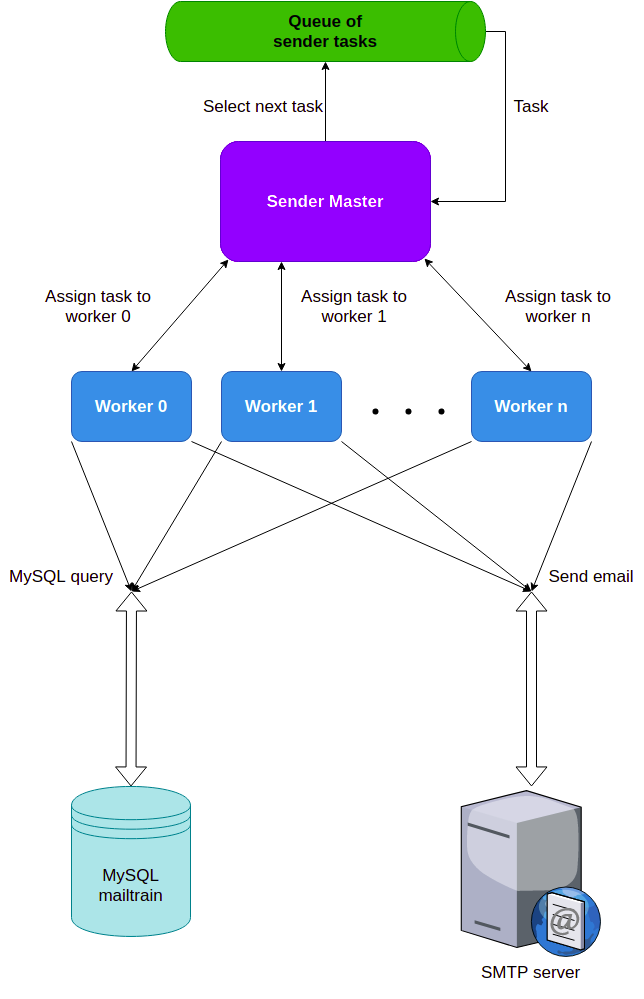 Queue of
sender tasks
Select next task
Task
Sender Master
Assign task to
worker 0
Assign task to
worker 1
Assign task to
worker n
Worker 0
Worker 1
Worker n
MySQL query
Send email
MySQL
mailtrain
@
SMTP server